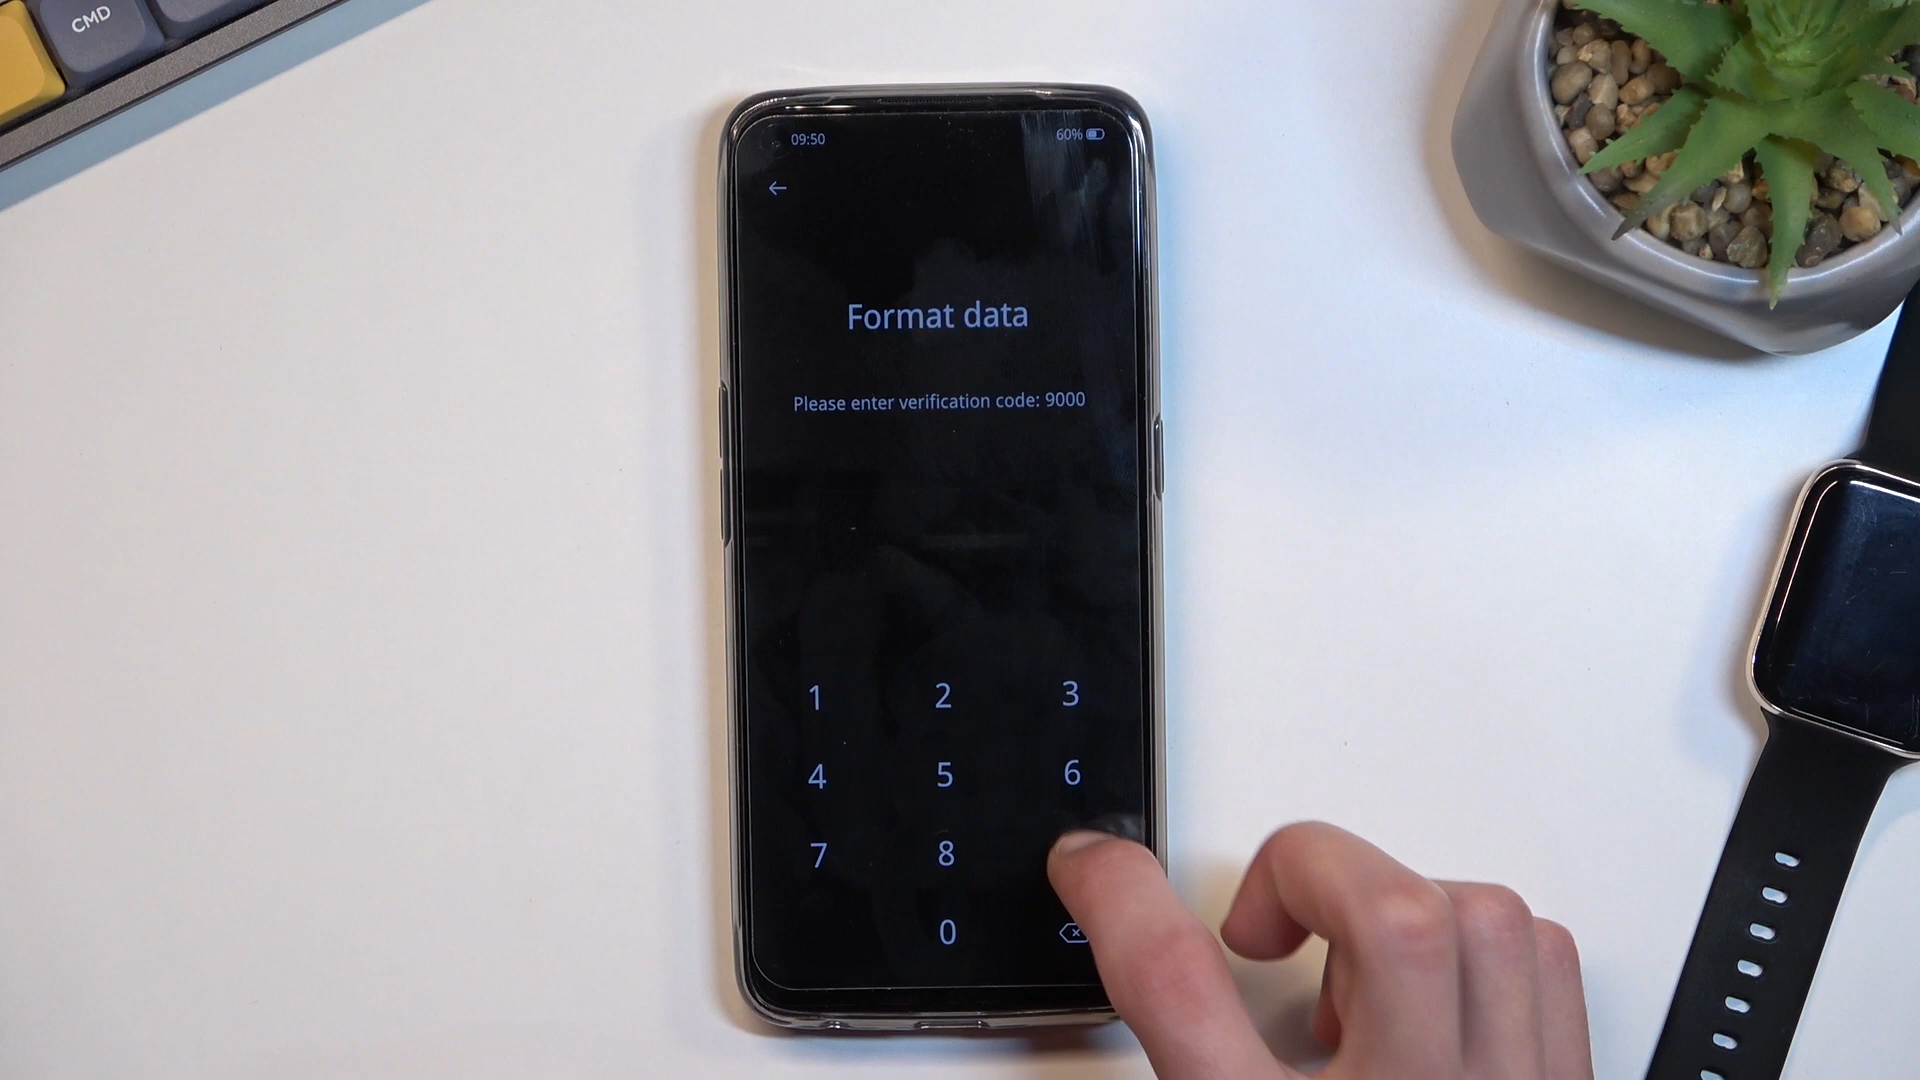 CMD
09:50
60%
Format data
Please enter verification code: 9000
1 2 3
4 5 6
7 8
0